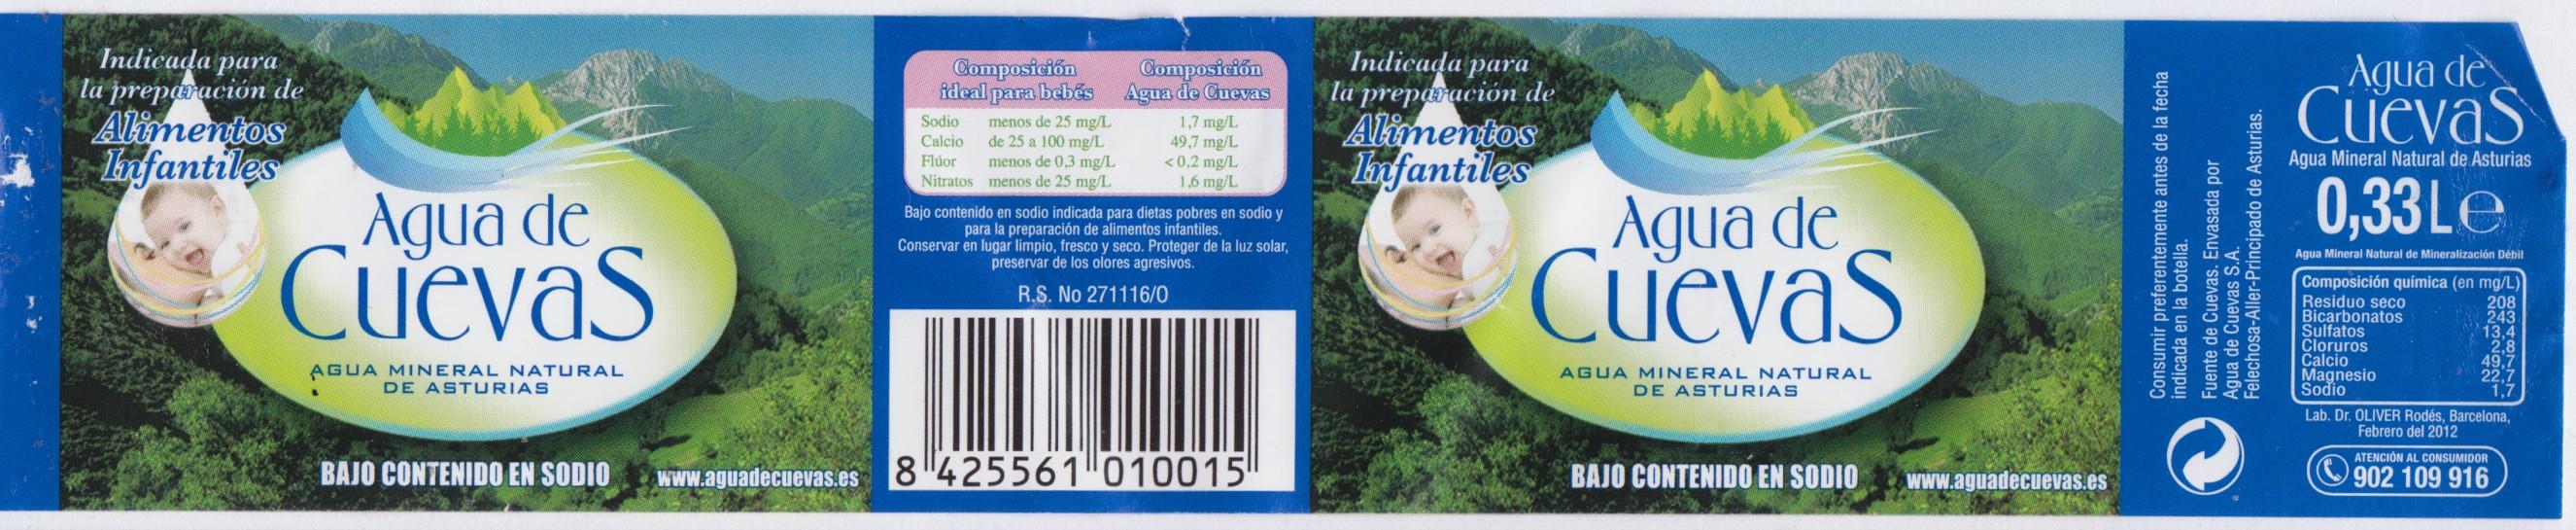 Indicada para
la preparación de
Alimentos
Infantiles
Agua de
Cuevas
AGUA MINERAL NATURAL
DE ASTURIAS
BAJO CONTENIDO EN SODIO
www.aguadecuevas.es
Composición ideal para bebés Composición Agua de Cuevas
Sodio menos de 25 mg/L 1,7 mg/L
Calcio de 25 a 100 mg/L 49,7 mg/L
Flúor menos de 0,3 mg/L < 0,2 mg/L
Nitratos menos de 25 mg/L 1,6 mg/L
Bajo contenido en sodio indicada para dietas pobres en sodio y
para la preparación de alimentos infantiles.
Conservar en lugar limpio, fresco y seco. Proteger de la luz solar,
preservar de los olores agresivos.
R.S. No 271116/O
8 425561 010015
Indicada para
la preparación de
Alimentos
Infantiles
Agua de
Cuevas
AGUA MINERAL NATURAL
DE ASTURIAS
BAJO CONTENIDO EN SODIO
www.aguadecuevas.es
Consumir preferentemente antes de la fecha
indicada en la botella.
Fuente de Cuevas. Envasada por
Agua de Cuevas S.A.
Felechosa-Aller-Principado de Asturias.
Agua de
Cuevas
Agua Mineral Natural de Asturias
0,33 L e
Agua Mineral Natural de Mineralización Débil
Composición química (en mg/L)
Residuo seco 208
Bicarbonatos 243
Sulfatos 13,4
Cloruros 2,8
Calcio 49,7
Magnesio 22,7
Sodio 1,7
Lab. Dr. OLIVER Rodés, Barcelona,
Febrero del 2012
ATENCIÓN AL CONSUMIDOR
902 109 916